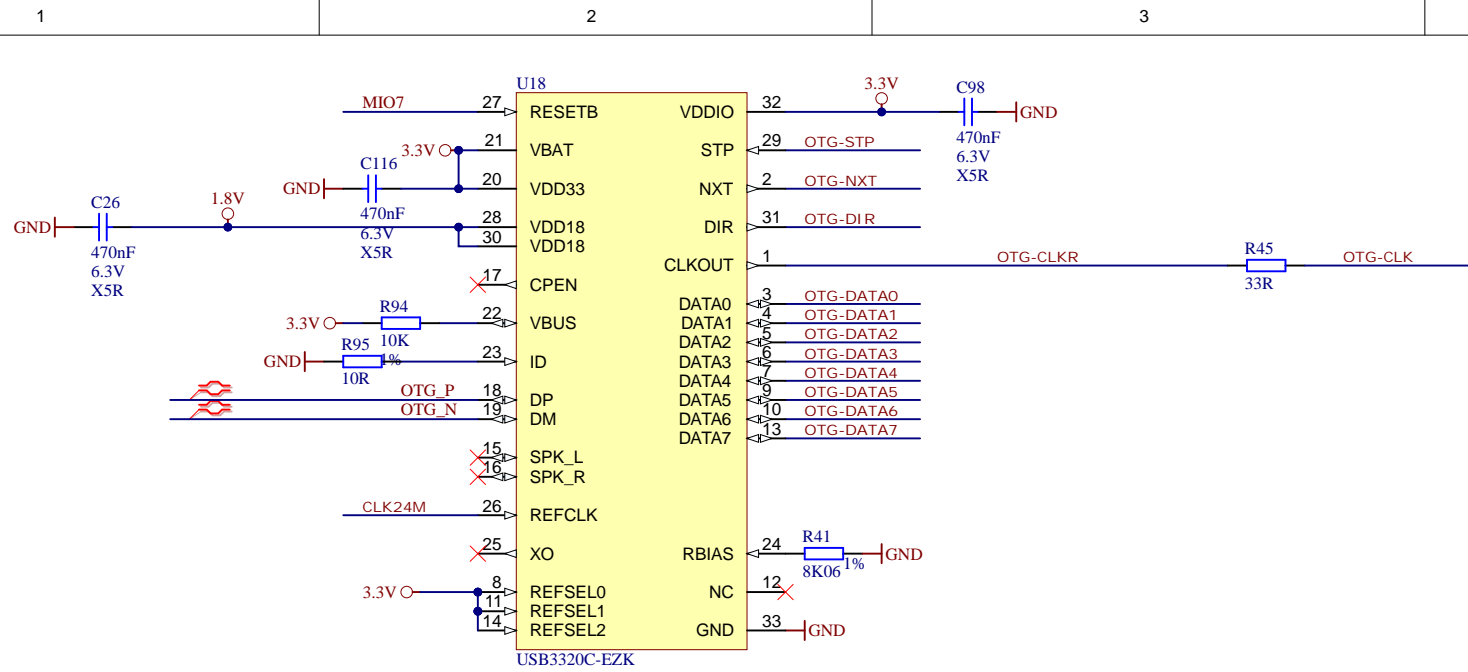 1 2 3
U18
MIO7 27 RESETB
3.3V 21 VBAT
C116
GND 20 VDD33
470nF
6.3V
X5R
1.8V
C26
GND 28 VDD18
470nF
6.3V
X5R
30 VDD18
17 CPEN
R94
3.3V 22 VBUS
10K
R95 1%
GND 23 ID
10R
OTG_P 18 DP
OTG_N 19 DM
15 SPK_L
16 SPK_R
CLK24M 26 REFCLK
25 XO
3.3V 8 REFSEL0
11 REFSEL1
14 REFSEL2
VDDIO 32 3.3V
C98
GND
470nF
6.3V
X5R
STP 29 OTG-STP
NXT 2 OTG-NXT
DIR 31 OTG-DIR
CLKOUT 1 OTG-CLKR R45 OTG-CLK
33R
DATA0 3 OTG-DATA0
DATA1 4 OTG-DATA1
DATA2 5 OTG-DATA2
DATA3 6 OTG-DATA3
DATA4 7 OTG-DATA4
DATA5 9 OTG-DATA5
DATA6 10 OTG-DATA6
DATA7 13 OTG-DATA7
R41
RBIAS 24 GND
8K06 1%
NC 12
GND 33 GND
USB3320C-EZK